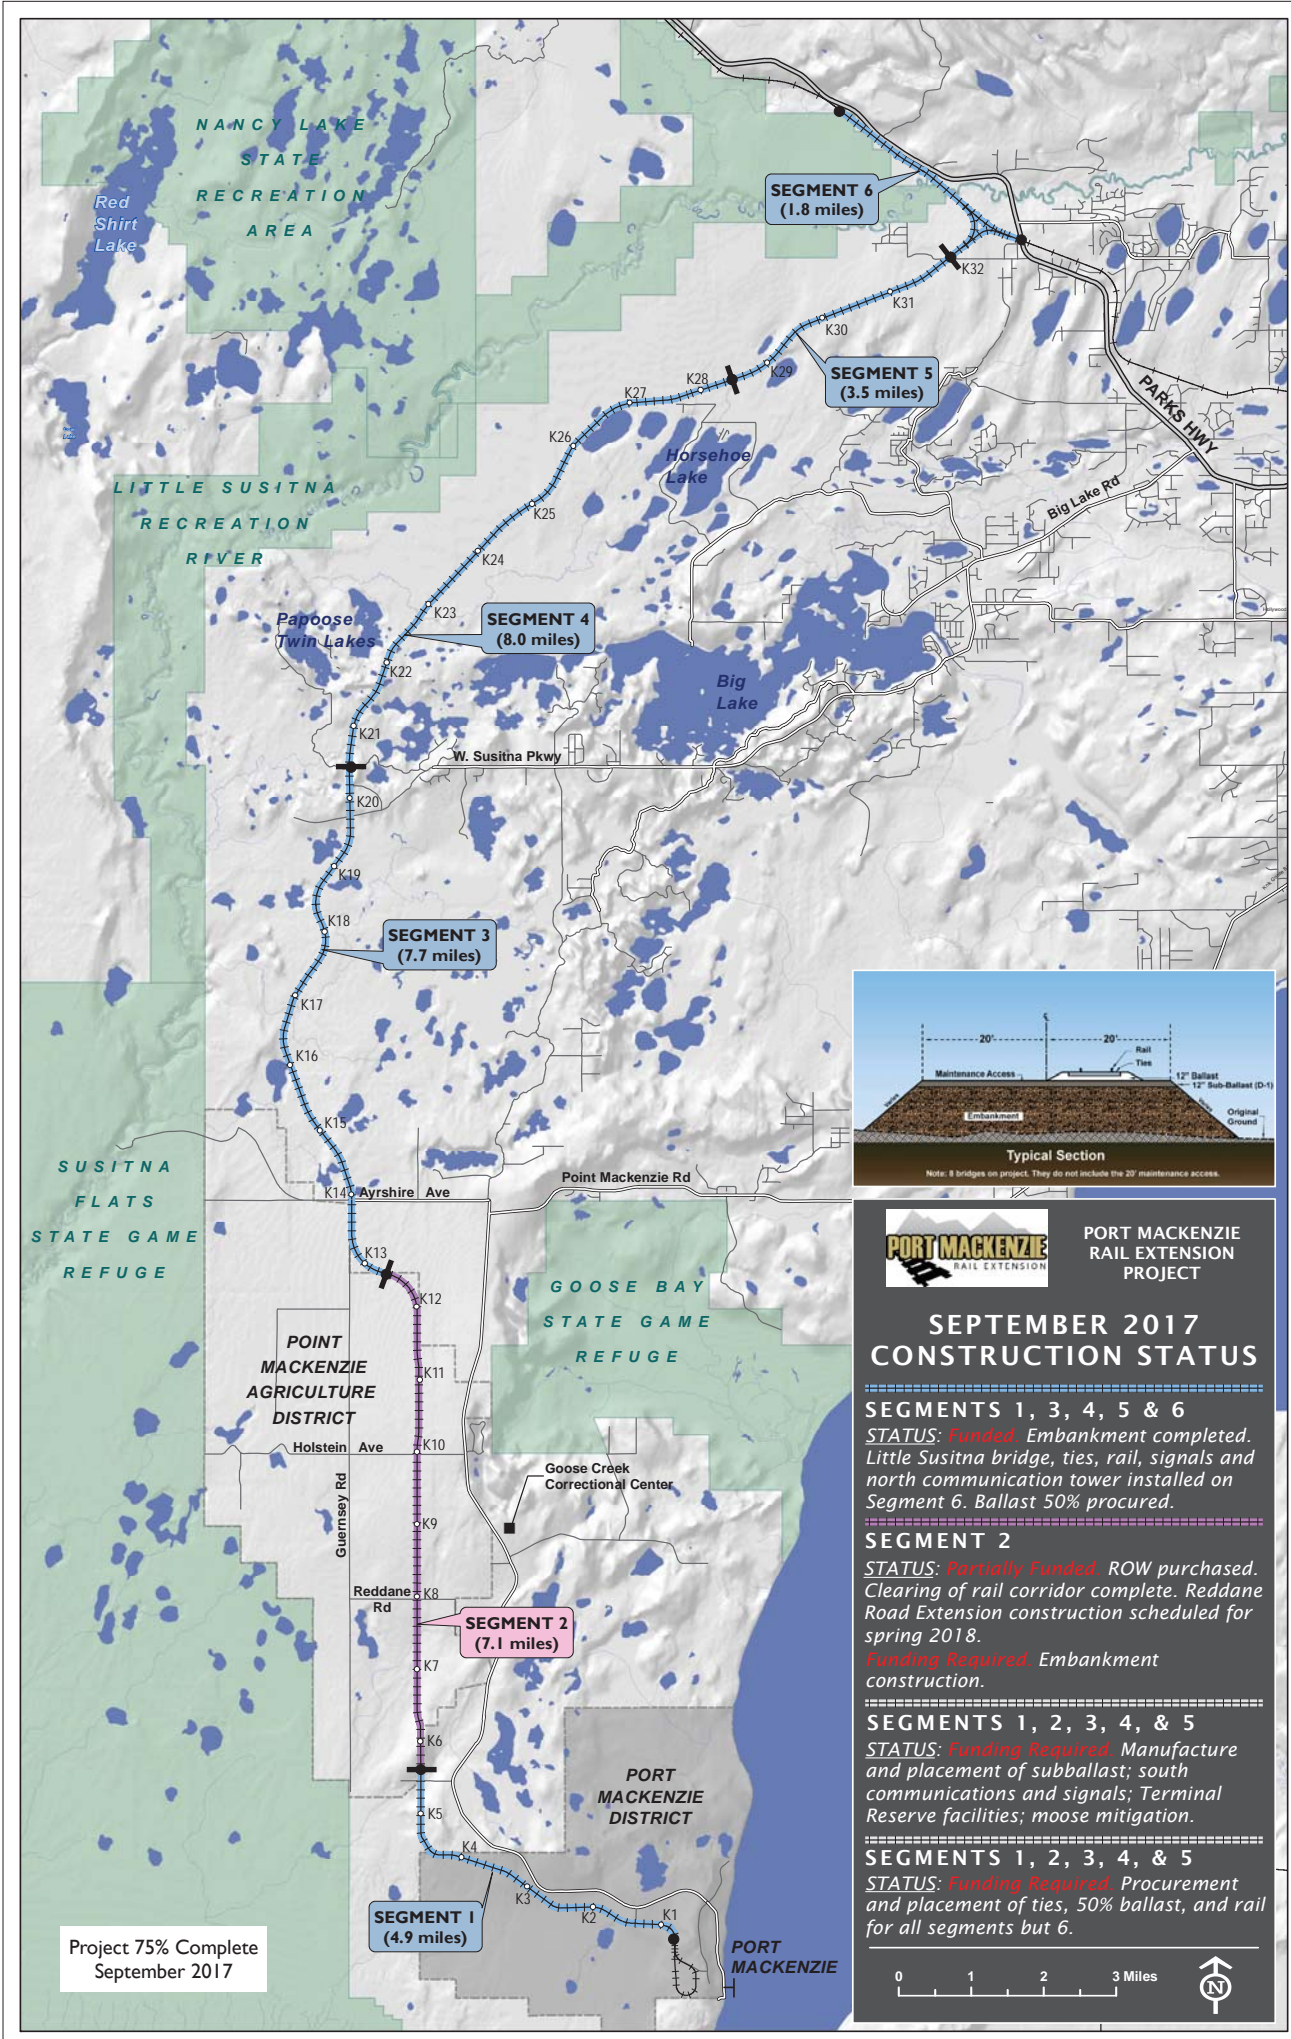 NANCY LAKE
STATE
RECREATION
AREA
Red
Shirt
Lake
SEGMENT 6
(1.8 miles)
K32
K31
K30
K29
K28
SEGMENT 5
(3.5 miles)
K27
PARKS HWY
K26
Horsehoe
Lake
LITTLE SUSITNA
RECREATION
RIVER
K25
Big Lake Rd
K24
K23
Papoose
Twin Lakes
SEGMENT 4
(8.0 miles)
K22
Big
Lake
K21
W. Susitna Pkwy
K20
K19
K18
SEGMENT 3
(7.7 miles)
K17
K16
K15
SUSITNA
FLATS
STATE GAME
REFUGE
K14
Ayrshire Ave
Point Mackenzie Rd
K13
K12
GOOSE BAY
STATE GAME
REFUGE
POINT
MACKENZIE
AGRICULTURE
DISTRICT
K11
Holstein Ave
K10
Goose Creek
Correctional Center
Guernsey Rd
K9
Reddane
Rd
K8
SEGMENT 2
(7.1 miles)
K7
K6
PORT
MACKENZIE
DISTRICT
K5
K4
K3
K2
K1
SEGMENT 1
(4.9 miles)
PORT
MACKENZIE
Project 75% Complete
September 2017
20'
20'
Rail
Ties
Maintenance Access
12" Ballast
12" Sub-Ballast (D-1)
Varies
Varies
Embankment
Original
Ground
Typical Section
Note: 8 bridges on project. They do not include the 20' maintenance access.
PORT MACKENZIE
RAIL EXTENSION
PORT MACKENZIE
RAIL EXTENSION
PROJECT
SEPTEMBER 2017
CONSTRUCTION STATUS
SEGMENTS 1, 3, 4, 5 & 6
STATUS: Funded. Embankment completed.
Little Susitna bridge, ties, rail, signals and
north communication tower installed on
Segment 6. Ballast 50% procured.
SEGMENT 2
STATUS: Partially Funded. ROW purchased.
Clearing of rail corridor complete. Reddane
Road Extension construction scheduled for
spring 2018.
Funding Required. Embankment
construction.
SEGMENTS 1, 2, 3, 4, & 5
STATUS: Funding Required. Manufacture
and placement of subballast; south
communications and signals; Terminal
Reserve facilities; moose mitigation.
SEGMENTS 1, 2, 3, 4, & 5
STATUS: Funding Required. Procurement
and placement of ties, 50% ballast, and rail
for all segments but 6.
0 1 2 3 Miles
N